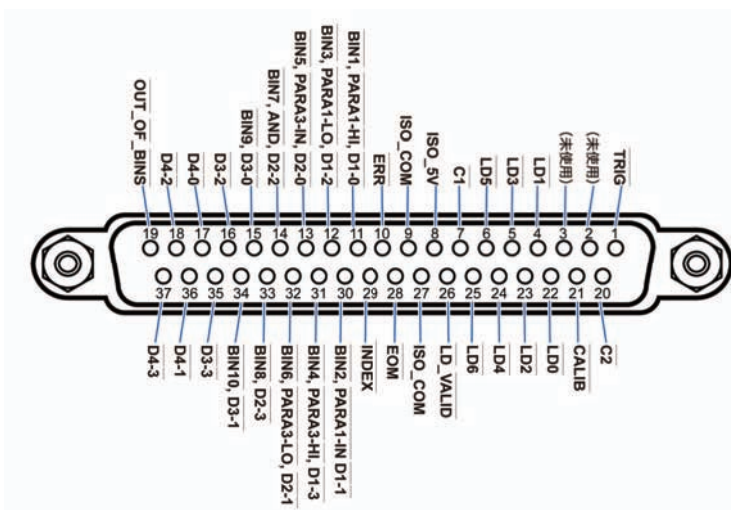 OUT_OF_BINS
D4-2
D4-0
D3-2
BIN9, D3-0
BIN7, AND, D2-2
BIN5, PARA3-IN, D2-0
BIN3, PARA1-LO, D1-2
BIN1, PARA1-HI, D1-0
ERR
ISO_COM
ISO_5V
C1
LD5
LD3
LD1
(未使用)
(未使用)
TRIG
19 18 17 16 15 14 13 12 11 10 9 8 7 6 5 4 3 2 1
37 36 35 34 33 32 31 30 29 28 27 26 25 24 23 22 21 20
D4-3
D4-1
D3-3
BIN10, D3-1
BIN8, D2-3
BIN6, PARA3-LO, D2-1
BIN4, PARA3-HI, D1-3
BIN2, PARA1-IN D1-1
INDEX
EOM
ISO_COM
LD_VALID
LD6
LD4
LD2
LD0
CALIB
C2